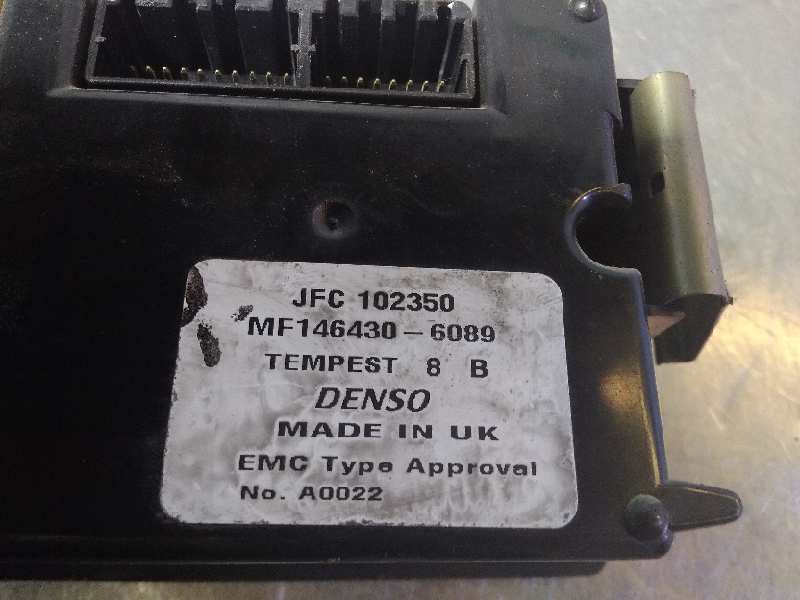 JFC 102350
MF146430-6089
TEMPEST 8 B
DENSO
MADE IN UK
EMC Type Approval
No. A0022